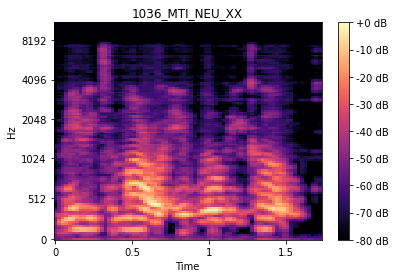 1036_MTI_NEU_XX
+0 dB
8192
-10 dB
4096
-20 dB
-30 dB
2048
Hz
-40 dB
1024
-50 dB
512
-60 dB
-70 dB
0
-80 dB
0
0.5
1
1.5
Time